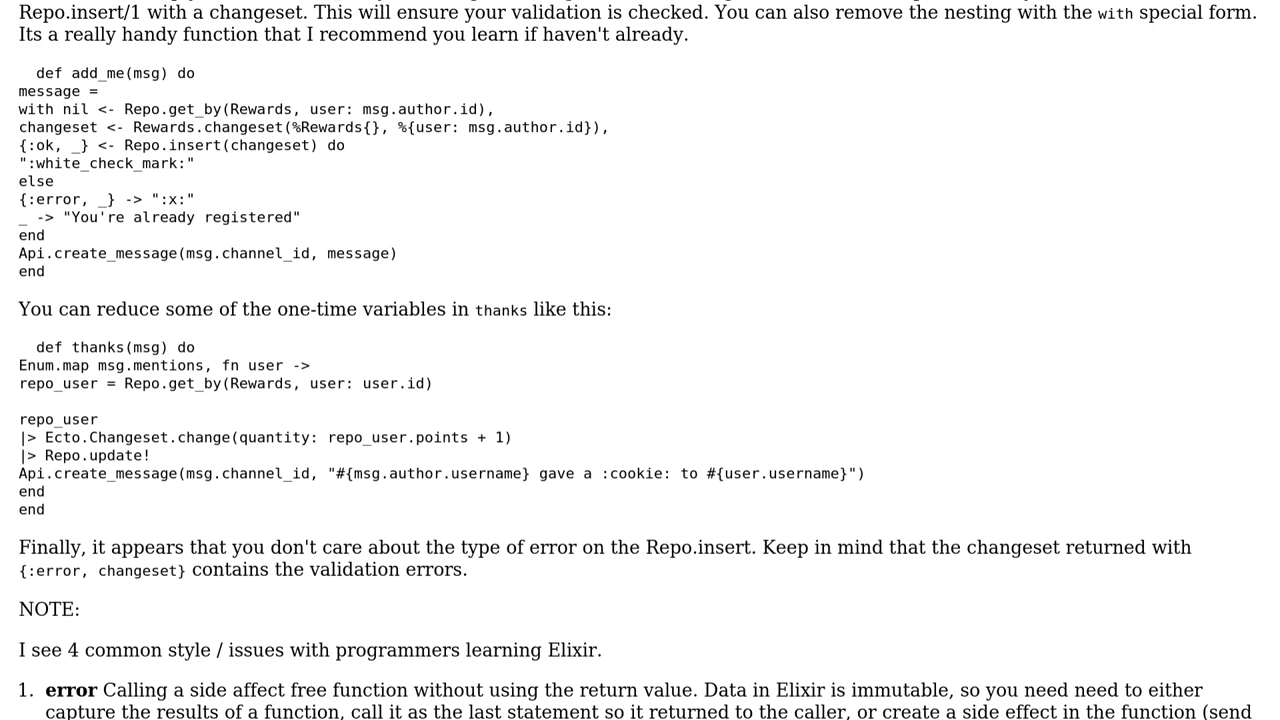 Repo.insert/1 with a changeset. This will ensure your validation is checked. You can also remove the nesting with the with special form.
Its a really handy function that I recommend you learn if haven't already.
def add_me(msg) do
message =
with nil <- Repo.get_by(Rewards, user: msg.author.id),
changeset <- Rewards.changeset(%Rewards{}, %{user: msg.author.id}),
{:ok, _} <- Repo.insert(changeset) do
":white_check_mark:"
else
{:error, _} -> ":x:"
_ -> "You're already registered"
end
Api.create_message(msg.channel_id, message)
end
You can reduce some of the one-time variables in thanks like this:
def thanks(msg) do
Enum.map msg.mentions, fn user ->
repo_user = Repo.get_by(Rewards, user: user.id)
repo_user
|> Ecto.Changeset.change(quantity: repo_user.points + 1)
|> Repo.update!
Api.create_message(msg.channel_id, "#{msg.author.username} gave a :cookie: to #{user.username}")
end
end
Finally, it appears that you don't care about the type of error on the Repo.insert. Keep in mind that the changeset returned with
{:error, changeset} contains the validation errors.
NOTE:
I see 4 common style / issues with programmers learning Elixir.
1. error Calling a side affect free function without using the return value. Data in Elixir is immutable, so you need need to either
capture the results of a function, call it as the last statement so it returned to the caller, or create a side effect in the function (send